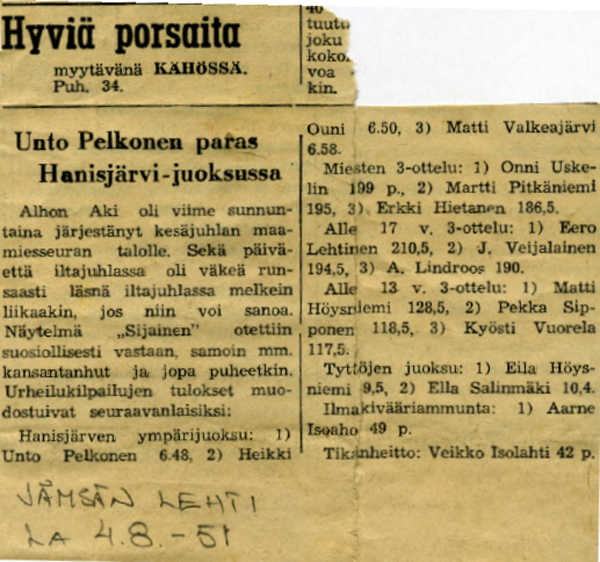 Hyviä porsaita
myytävänä KÄHÖSSÄ.
Puh. 34.
40
tuutu
joku
koko.
voa
kin.
Unto Pelkonen paras
Hanisjärvi-juoksussa
Alhon Aki oli viime sunnun-
taina järjestänyt kesäjuhlan maa-
miesseuran talolle. Sekä päivä-
että iltajuhlassa oli väkeä run-
saasti läsnä iltajuhlassa melkein
liikaakin, jos niin voi sanoa.
Näytelmä „Sijainen" otettiin
suosiollisesti vastaan, samoin mm.
kansantanhut ja jopa puheetkin.
Urheilukilpailujen tulokset muo-
dostuivat seuraavanlaisiksi:
Hanisjärven ympärijuoksu: 1)
Unto Pelkonen 6.48, 2) Heikki
Ouni 6.50, 3) Matti Valkeajärvi
6.58.
Miesten 3-ottelu: 1) Onni Uske-
lin 199 p., 2) Martti Pitkäniemi
195, 3) Erkki Hietanen 186,5.
Alle 17 v. 3-ottelu: 1) Eero
Lehtinen 210,5, 2) J. Veijalainen
194,5, 3) A. Lindroos 190.
Alle 13 v. 3-ottelu: 1) Matti
Höysniemi 128,5, 2) Pekka Sip-
ponen 118,5, 3) Kyösti Vuorela
117,5.
Tyttöjen juoksu: 1) Eila Höys-
niemi 9,5, 2) Ella Salinmäki 10,4.
Ilmakivääriammunta: 1) Aarne
Isoaho 49 p.
Tikanheitto: Veikko Isolahti 42 p.
JÄMSÄN LEHTI
LA 4.8.-51